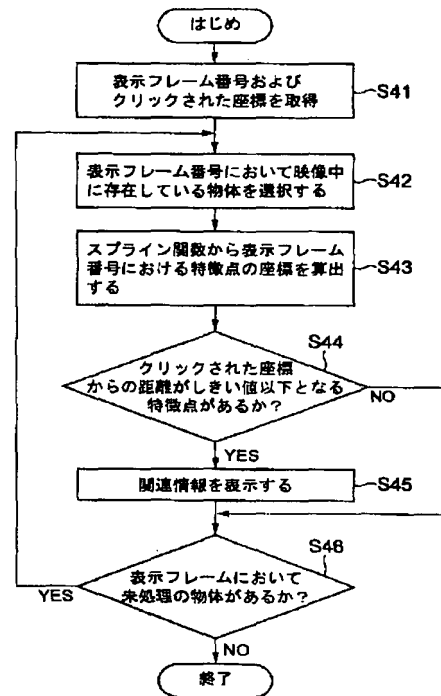 はじめ
表示フレーム番号および
クリックされた座標を取得
S41
表示フレーム番号において映像中
に存在している物体を選択する
S42
スプライン関数から表示フレーム
番号における特徴点の座標を算出
する
S43
クリックされた座標
からの距離がしきい値以下となる
特徴点があるか？
S44
NO
YES
関連情報を表示する
S45
表示フレームにおいて
未処理の物体があるか？
S46
YES
NO
終了